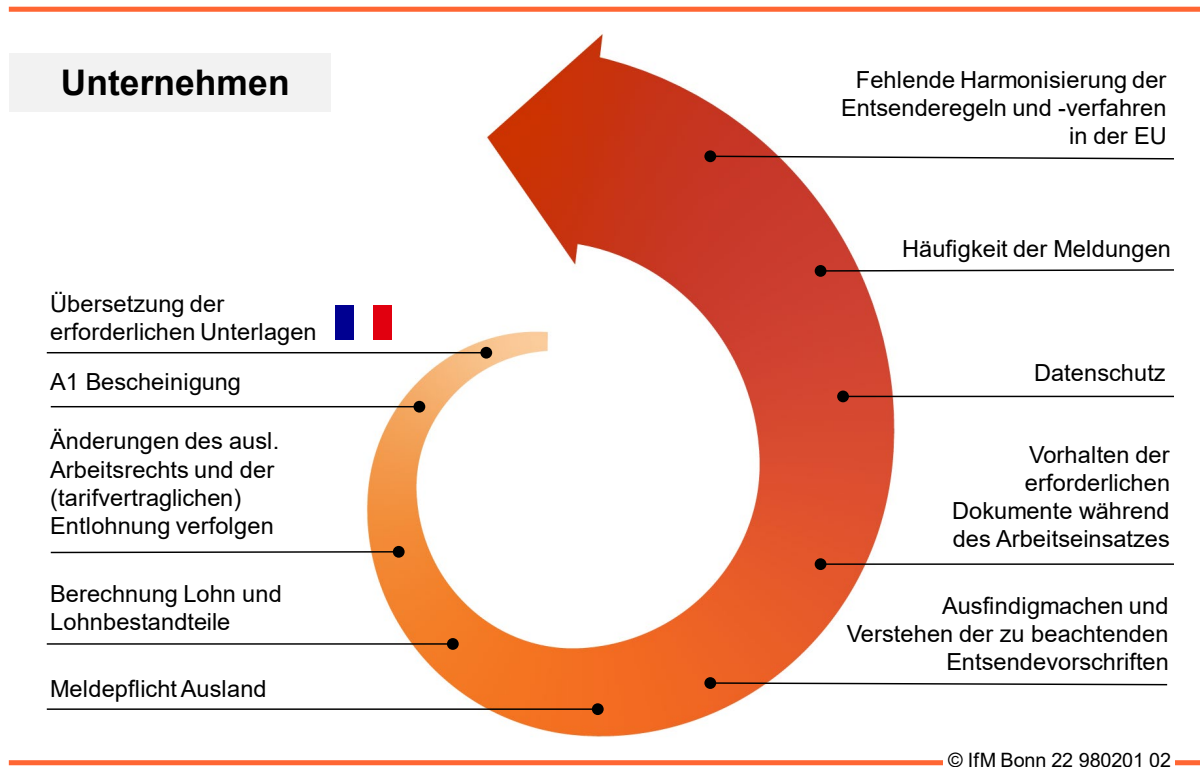 Unternehmen
Fehlende Harmonisierung der
Entsenderegeln und -verfahren
in der EU
Häufigkeit der Meldungen
Datenschutz
Vorhalten der
erforderlichen
Dokumente während
des Arbeitseinsatzes
Ausfindigmachen und
Verstehen der zu beachtenden
Entsendevorschriften
Übersetzung der
erforderlichen Unterlagen
A1 Bescheinigung
Änderungen des ausl.
Arbeitsrechts und der
(tarifvertraglichen)
Entlohnung verfolgen
Berechnung Lohn und
Lohnbestandteile
Meldepflicht Ausland
© IfM Bonn 22 980201 02